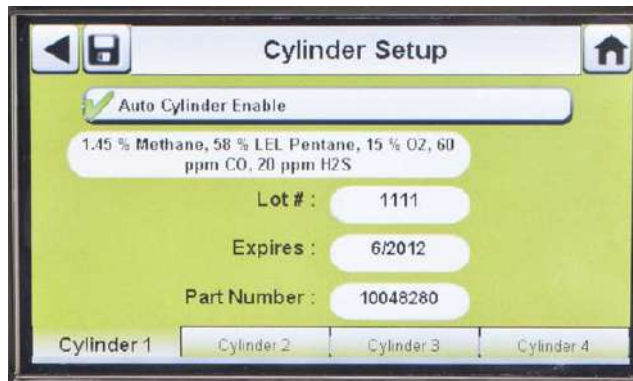 Cylinder Setup
Auto Cylinder Enable
1.45 % Methane, 58 % LEL Pentane, 15 % O2, 60
ppm CO, 20 ppm H2S
Lot # : 1111
Expires : 6/2012
Part Number : 10048280
Cylinder 1 Cylinder 2 Cylinder 3 Cylinder 4